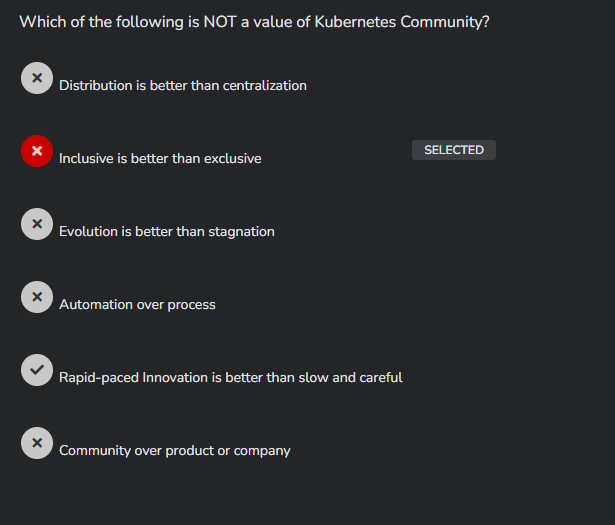 Which of the following is NOT a value of Kubernetes Community?
Distribution is better than centralization
Inclusive is better than exclusive
SELECTED
Evolution is better than stagnation
Automation over process
Rapid-paced Innovation is better than slow and careful
Community over product or company